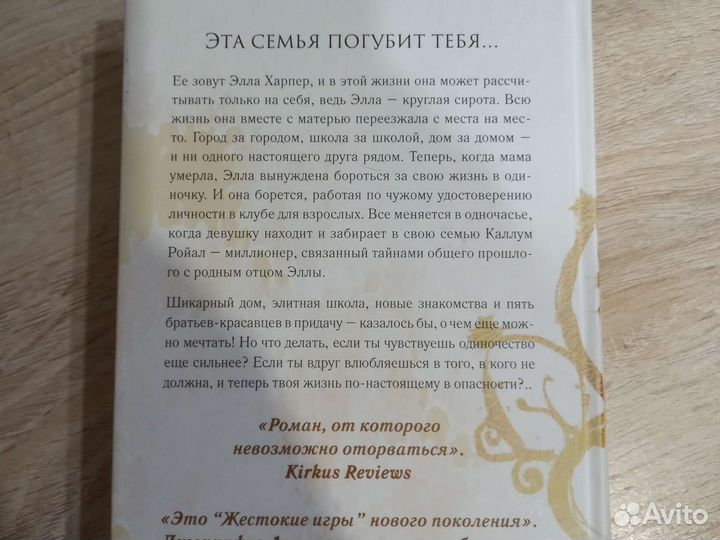 ЭТА СЕМЬЯ ПОГУБИТ ТЕБЯ...
Ее зовут Элла Харпер, и в этой жизни она может рассчи-
тывать только на себя, ведь Элла — круглая сирота. Всю
жизнь она вместе с матерью переезжала с места на мес-
то. Город за городом, школа за школой, дом за домом —
и ни одного настоящего друга рядом. Теперь, когда мама
умерла, Элла вынуждена бороться за свою жизнь в оди-
ночку. И она борется, работая по чужому удостоверению
личности в клубе для взрослых. Все меняется в одночасье,
когда девушку находит и забирает в свою семью Каллум
Ройал — миллионер, связанный тайнами общего прошло-
го с родным отцом Эллы.
Шикарный дом, элитная школа, новые знакомства и пять
братьев-красавцев в придачу — казалось бы, о чем еще мож-
но мечтать! Но что делать, если ты чувствуешь одиночество
еще сильнее? Если ты вдруг влюбляешься в того, в кого не
должна, и теперь твоя жизнь по-настоящему в опасности?..
«Роман, от которого
невозможно оторваться».
Kirkus Reviews
«Это "Жестокие игры" нового поколения».
Avito